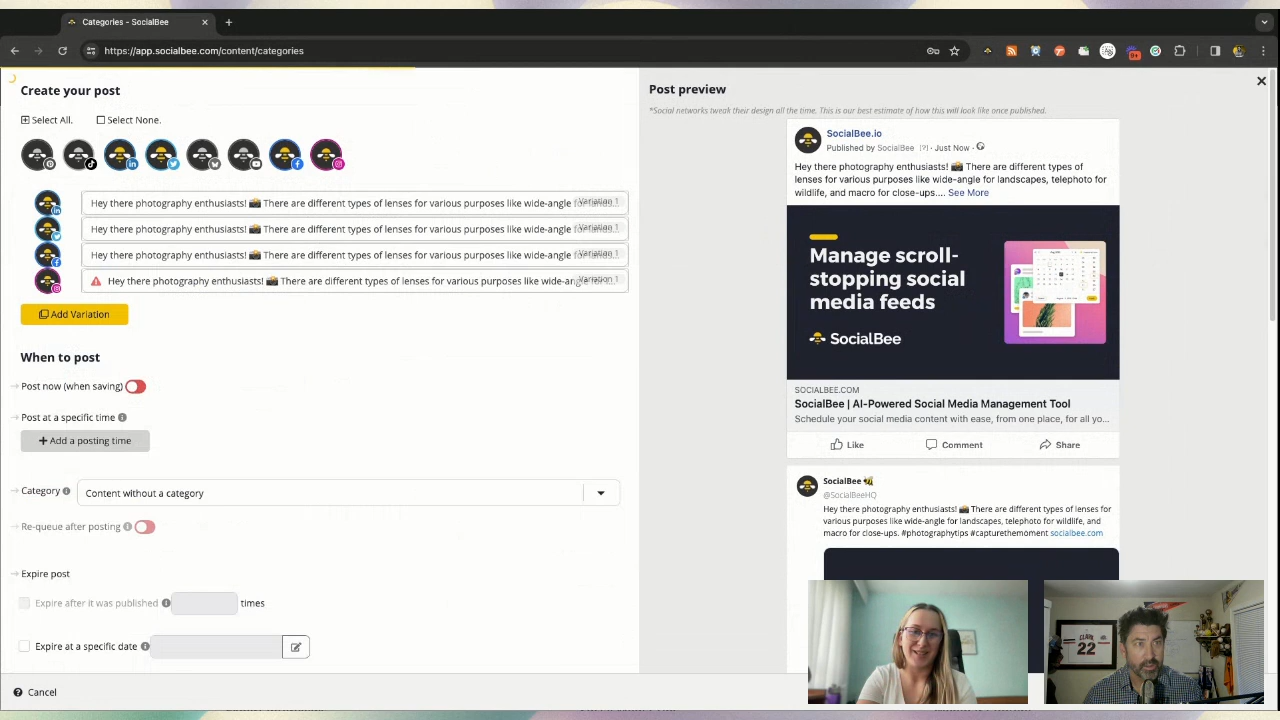 Categories - SocialBee
https://app.socialbee.com/content/categories
9+
Create your post
Select All.
Select None.
Hey there photography enthusiasts! 📸 There are different types of lenses for various purposes like wide-angle
Variation 1
Hey there photography enthusiasts! 📸 There are different types of lenses for various purposes like wide-angle
Variation 1
Hey there photography enthusiasts! 📸 There are different types of lenses for various purposes like wide-angle
Variation 1
Hey there photography enthusiasts! 📸 There are different types of lenses for various purposes like wide-angle
Variation 1
Add Variation
When to post
Post now (when saving)
Post at a specific time
+ Add a posting time
Category
Content without a category
Re-queue after posting
Expire post
Expire after it was published
times
Expire at a specific date
Cancel
Post preview
*Social networks tweak their design all the time. This is our best estimate of how this will look like once published.
SocialBee.io
Published by SocialBee [?] · Just Now ·
Hey there photography enthusiasts! 📸 There are different types of
lenses for various purposes like wide-angle for landscapes, telephoto for
wildlife, and macro for close-ups.... See More
Manage scroll-
stopping social
media feeds
SocialBee
SOCIALBEE.COM
SocialBee | AI-Powered Social Media Management Tool
Schedule your social media content with ease, from one place, for all yo...
Like
Comment
Share
SocialBee 🐝
@SocialBeeHQ
Hey there photography enthusiasts! 📸 There are different types of lenses for
various purposes like wide-angle for landscapes, telephoto for wildlife, and
macro for close-ups. #photographytips #capturethemoment socialbee.com
CLARK
22